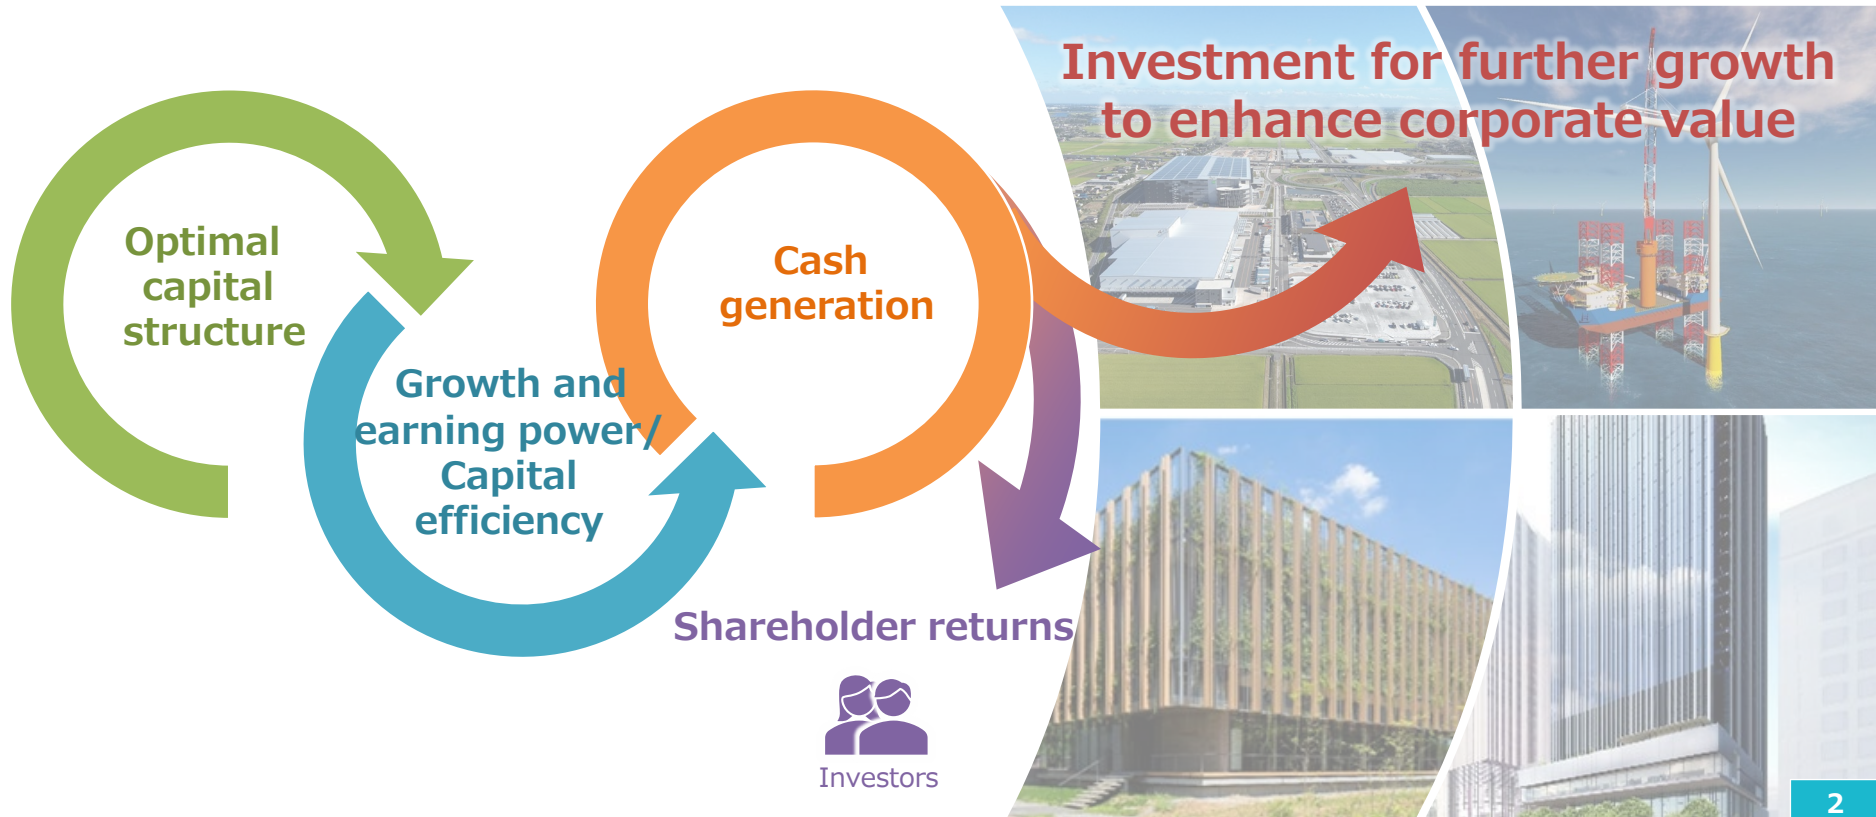 Investment for further growth
to enhance corporate value
Optimal
capital
structure
Growth and
earning power/
Capital
efficiency
Cash
generation
Shareholder returns
Investors
2